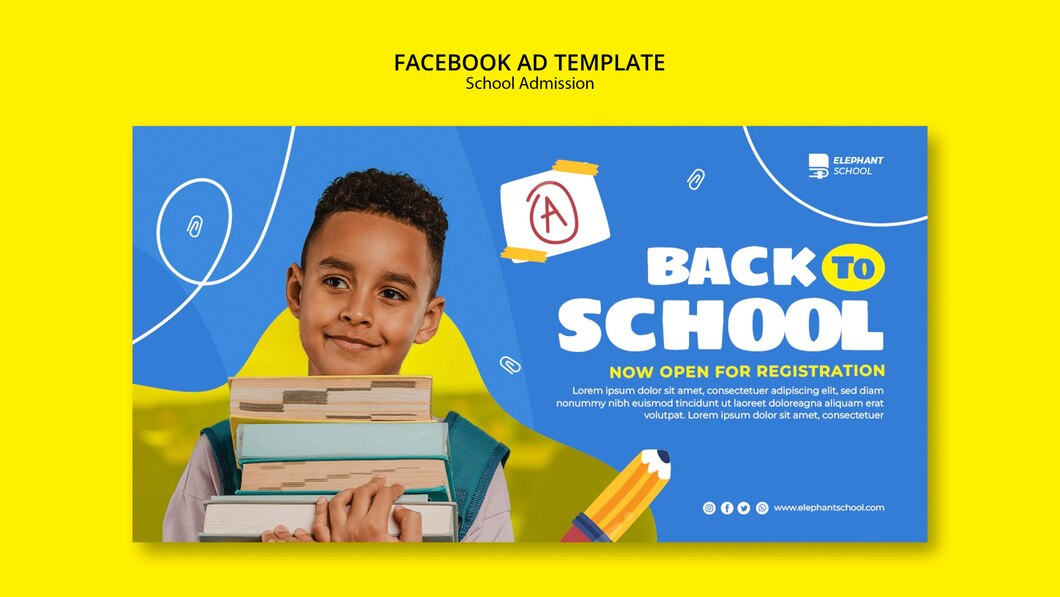 FACEBOOK AD TEMPLATE
School Admission
ELEPHANT
SCHOOL
A
BACK TO
SCHOOL
NOW OPEN FOR REGISTRATION
Lorem ipsum dolor sit amet, consectetuer adipiscing elit, sed diam
nonummy nibh euismod tincidunt ut laoreet doloreagna aliquam erat
volutpat. Lorem ipsum dolor sit amet, consectetuer
www.elephantschool.com